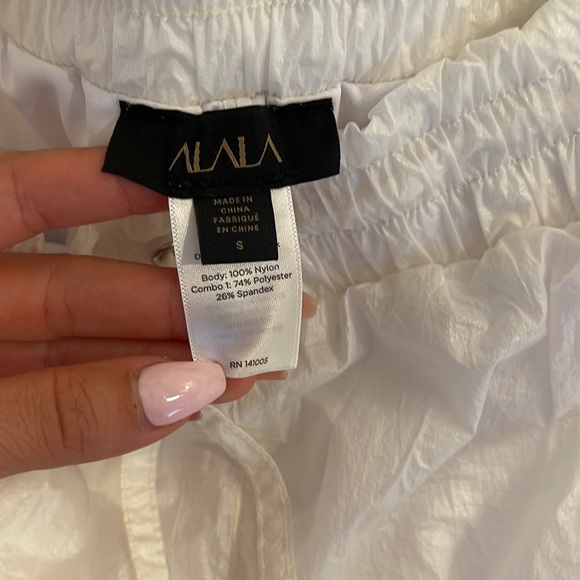 ALALA
MADE IN
CHINA
FABRIQUÉ
EN CHINE
S
Body: 100% Nylon
Combo 1: 74% Polyester
26% Spandex
RN 141005